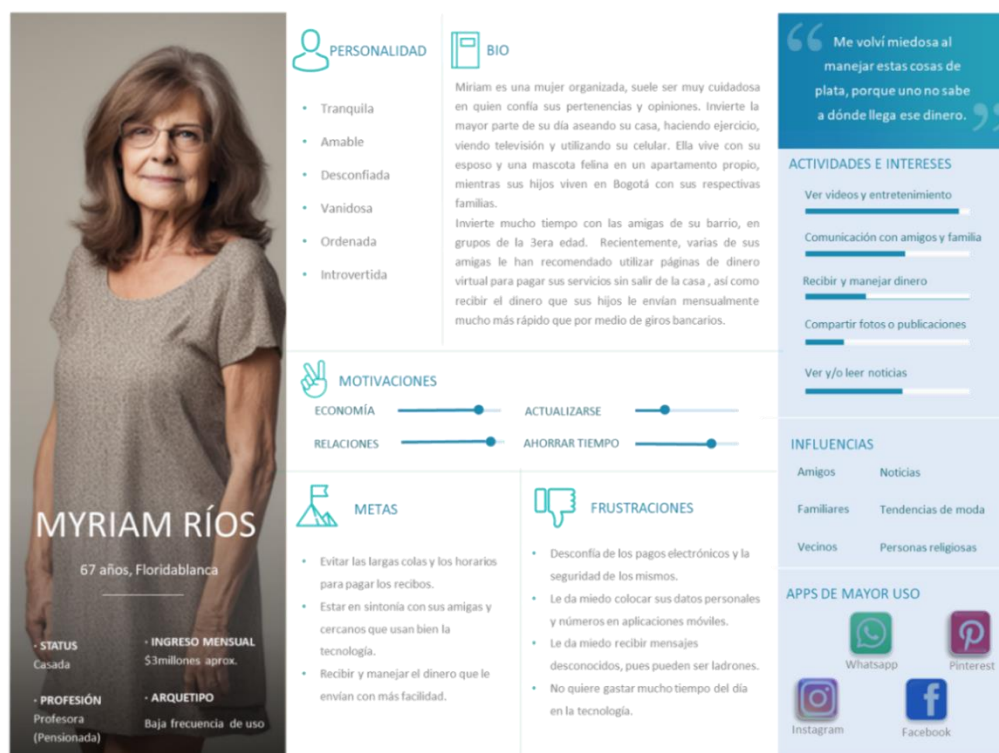 MYRIAM RÍOS
67 años, Floridablanca
· STATUS
Casada
· INGRESO MENSUAL
$3millones aprox.
· PROFESIÓN
Profesora
(Pensionada)
· ARQUETIPO
Baja frecuencia de uso
PERSONALIDAD
• Tranquila
• Amable
• Desconfiada
• Vanidosa
• Ordenada
• Introvertida
BIO
Miriam es una mujer organizada, suele ser muy cuidadosa
en quien confía sus pertenencias y opiniones. Invierte la
mayor parte de su día aseando su casa, haciendo ejercicio,
viendo televisión y utilizando su celular. Ella vive con su
esposo y una mascota felina en un apartamento propio,
mientras sus hijos viven en Bogotá con sus respectivas
familias.
Invierte mucho tiempo con las amigas de su barrio, en
grupos de la 3era edad. Recientemente, varias de sus
amigas le han recomendado utilizar páginas de dinero
virtual para pagar sus servicios sin salir de la casa , así como
recibir el dinero que sus hijos le envían mensualmente
mucho más rápido que por medio de giros bancarios.
MOTIVACIONES
ECONOMÍA
ACTUALIZARSE
RELACIONES
AHORRAR TIEMPO
METAS
• Evitar las largas colas y los horarios
para pagar los recibos.
• Estar en sintonía con sus amigas y
cercanos que usan bien la
tecnología.
• Recibir y manejar el dinero que le
envían con más facilidad.
FRUSTRACIONES
• Desconfía de los pagos electrónicos y la
seguridad de los mismos.
• Le da miedo colocar sus datos personales
y números en aplicaciones móviles.
• Le da miedo recibir mensajes
desconocidos, pues pueden ser ladrones.
• No quiere gastar mucho tiempo del día
en la tecnología.
“ Me volví miedosa al
manejar estas cosas de
plata, porque uno no sabe
a dónde llega ese dinero. ”
ACTIVIDADES E INTERESES
Ver videos y entretenimiento
Comunicación con amigos y familia
Recibir y manejar dinero
Compartir fotos o publicaciones
Ver y/o leer noticias
INFLUENCIAS
Amigos
Noticias
Familiares
Tendencias de moda
Vecinos
Personas religiosas
APPS DE MAYOR USO
Whatsapp
Pinterest
Instagram
Facebook